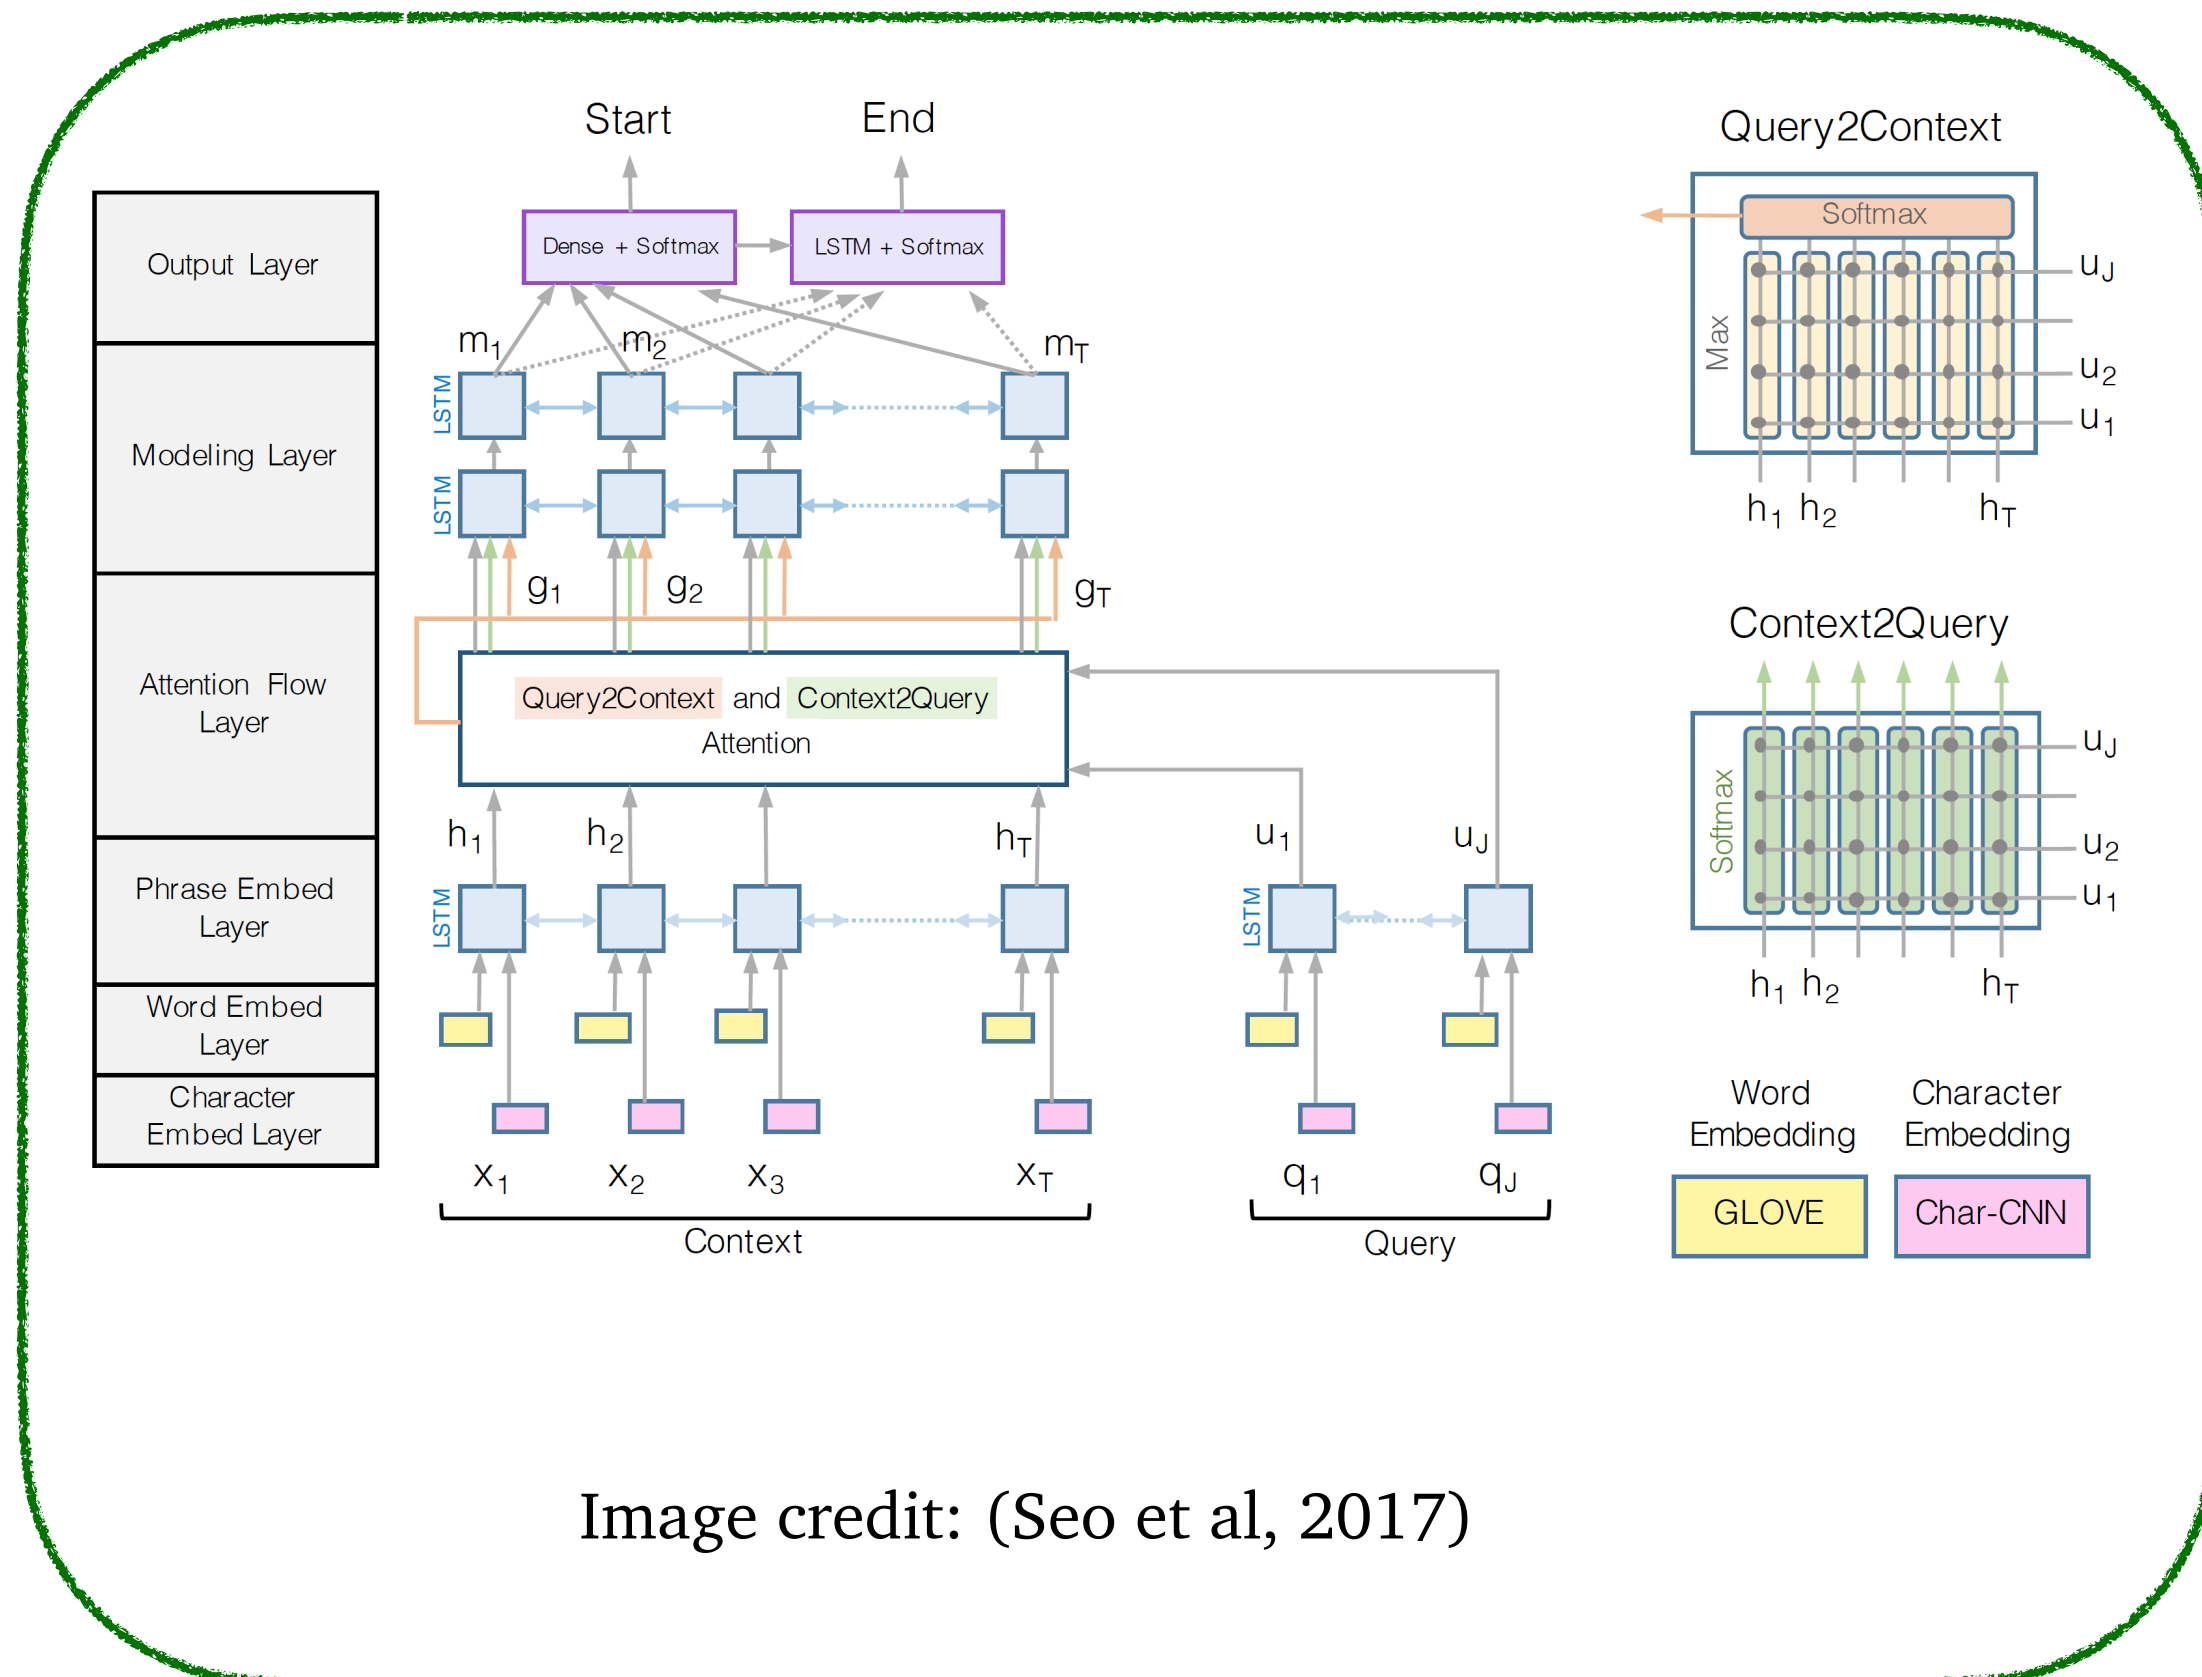 Output Layer
Modeling Layer
Attention Flow
Layer
Phrase Embed
Layer
Word Embed
Layer
Character
Embed Layer
Start
End
Dense + Softmax
LSTM + Softmax
m1
m2
mT
LSTM
LSTM
g1
g2
gT
Query2Context and Context2Query
Attention
h1
h2
hT
u1
uJ
LSTM
LSTM
x1
x2
x3
xT
q1
qJ
Context
Query
Query2Context
Softmax
Max
uJ
u2
u1
h1
h2
hT
Context2Query
Softmax
uJ
u2
u1
h1
h2
hT
Word
Embedding
GLOVE
Character
Embedding
Char-CNN
Image credit: (Seo et al, 2017)